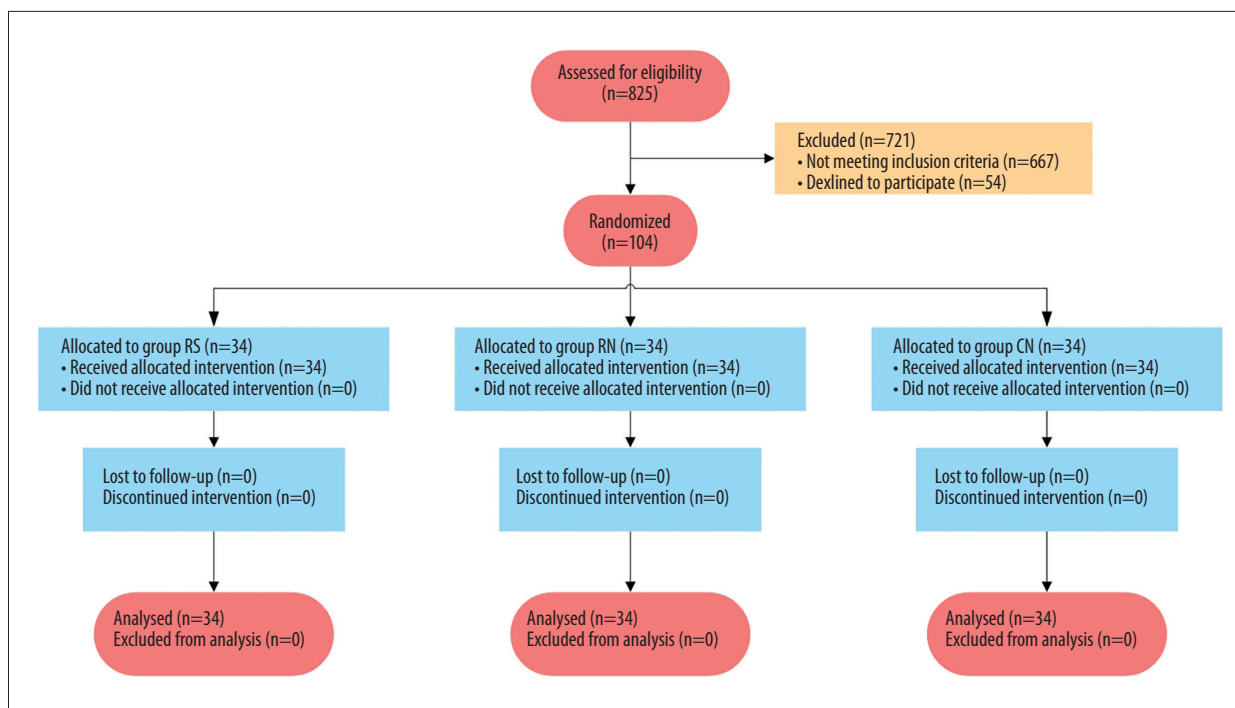 Assessed for eligibility
(n=825)
Excluded (n=721)
• Not meeting inclusion criteria (n=667)
• Dexlined to participate (n=54)
Randomized
(n=104)
Allocated to group RS (n=34)
• Received allocated intervention (n=34)
• Did not receive allocated intervention (n=0)
Allocated to group RN (n=34)
• Received allocated intervention (n=34)
• Did not receive allocated intervention (n=0)
Allocated to group CN (n=34)
• Received allocated intervention (n=34)
• Did not receive allocated intervention (n=0)
Lost to follow-up (n=0)
Discontinued intervention (n=0)
Lost to follow-up (n=0)
Discontinued intervention (n=0)
Lost to follow-up (n=0)
Discontinued intervention (n=0)
Analysed (n=34)
Excluded from analysis (n=0)
Analysed (n=34)
Excluded from analysis (n=0)
Analysed (n=34)
Excluded from analysis (n=0)